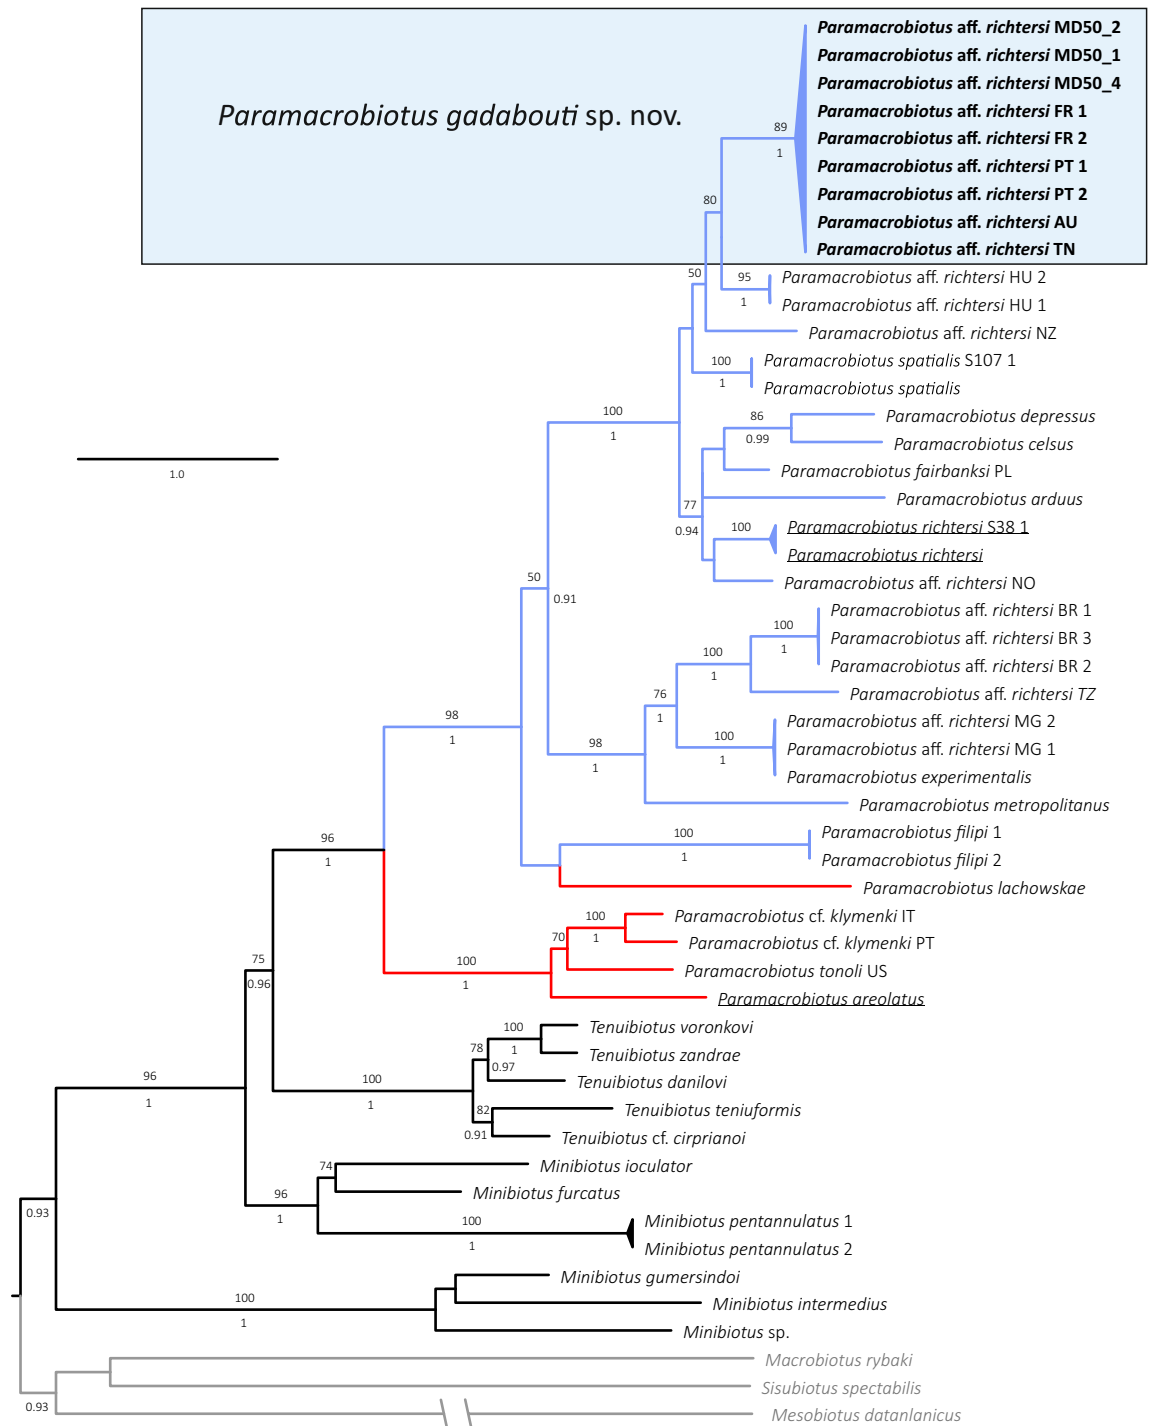 Paramacrobiotus aff. richtersi MD50_2
Paramacrobiotus aff. richtersi MD50_1
Paramacrobiotus aff. richtersi MD50_4
Paramacrobiotus gadabouti sp. nov.
Paramacrobiotus aff. richtersi FR 1
89
Paramacrobiotus aff. richtersi FR 2
1
Paramacrobiotus aff. richtersi PT 1
Paramacrobiotus aff. richtersi PT 2
80
Paramacrobiotus aff. richtersi AU
Paramacrobiotus aff. richtersi TN
50
95
Paramacrobiotus aff. richtersi HU 2
1
Paramacrobiotus aff. richtersi HU 1
Paramacrobiotus aff. richtersi NZ
100
Paramacrobiotus spatialis S107 1
1
Paramacrobiotus spatialis
100
1
86
Paramacrobiotus depressus
0.99
Paramacrobiotus celsus
1.0
Paramacrobiotus fairbanksi PL
Paramacrobiotus arduus
77
0.94
100
Paramacrobiotus richtersi S38 1
Paramacrobiotus richtersi
Paramacrobiotus aff. richtersi NO
50
0.91
Paramacrobiotus aff. richtersi BR 1
100
Paramacrobiotus aff. richtersi BR 3
1
100
1
Paramacrobiotus aff. richtersi BR 2
76
1
Paramacrobiotus aff. richtersi TZ
98
1
Paramacrobiotus aff. richtersi MG 2
98
1
100
1
Paramacrobiotus aff. richtersi MG 1
Paramacrobiotus experimentalis
Paramacrobiotus metropolitanus
96
1
100
1
Paramacrobiotus filipi 1
Paramacrobiotus filipi 2
Paramacrobiotus lachowskae
100
1
Paramacrobiotus cf. klymenki IT
70
Paramacrobiotus cf. klymenki PT
75
0.96
100
1
Paramacrobiotus tonoli US
Paramacrobiotus areolatus
100
1
Tenuibiotus voronkovi
78
0.97
Tenuibiotus zandrae
96
1
100
1
Tenuibiotus danilovi
82
0.91
Tenuibiotus teniuformis
Tenuibiotus cf. cirprianoi
74
Minibiotus ioculator
96
1
Minibiotus furcatus
0.93
100
1
Minibiotus pentannulatus 1
Minibiotus pentannulatus 2
100
1
Minibiotus gumersindoi
Minibiotus intermedius
Minibiotus sp.
Macrobiotus rybaki
0.93
Sisubiotus spectabilis
Mesobiotus datanlanicus